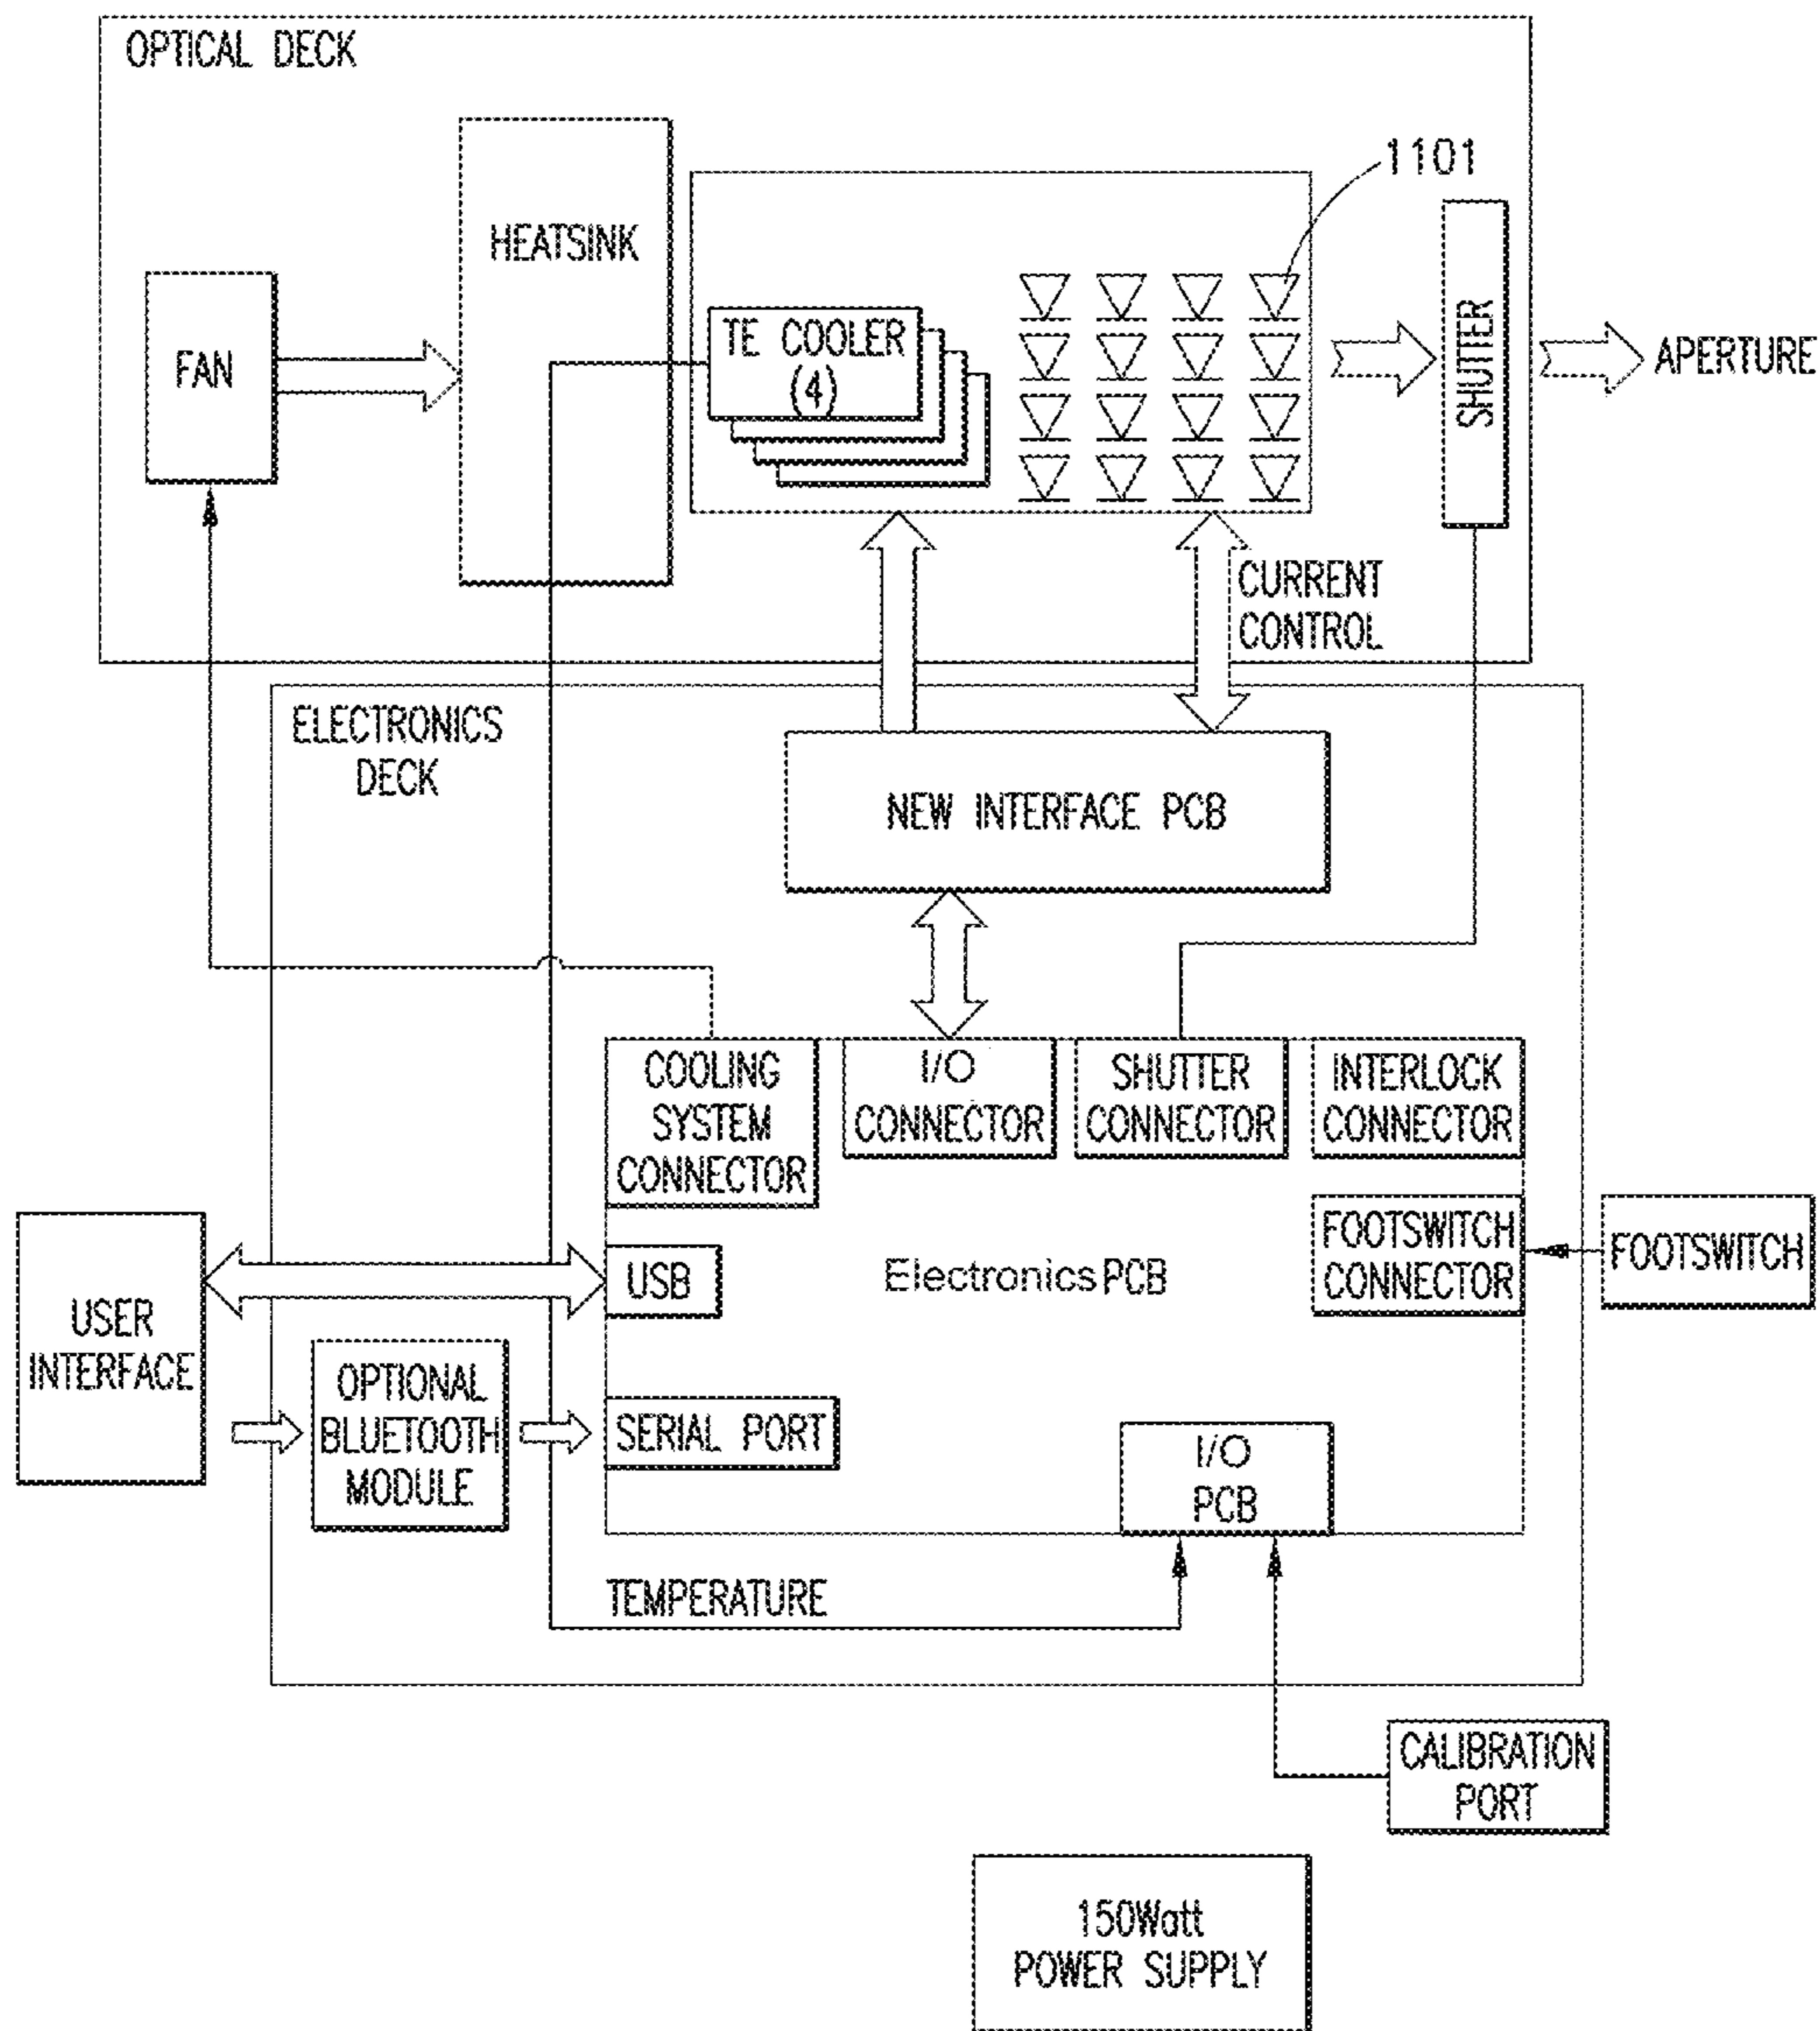 OPTICAL DECK
1101
HEATSINK
FAN
TE COOLER
(4)
SHUTTER
APERTURE
CURRENT
CONTROL
ELECTRONICS
DECK
NEW INTERFACE PCB
COOLING
SYSTEM
CONNECTOR
I/O
CONNECTOR
SHUTTER
CONNECTOR
INTERLOCK
CONNECTOR
FOOTSWITCH
CONNECTOR
FOOTSWITCH
USB
Electronics PCB
USER
INTERFACE
OPTIONAL
BLUETOOTH
MODULE
SERIAL PORT
I/O
PCB
TEMPERATURE
CALIBRATION
PORT
150Watt
POWER SUPPLY